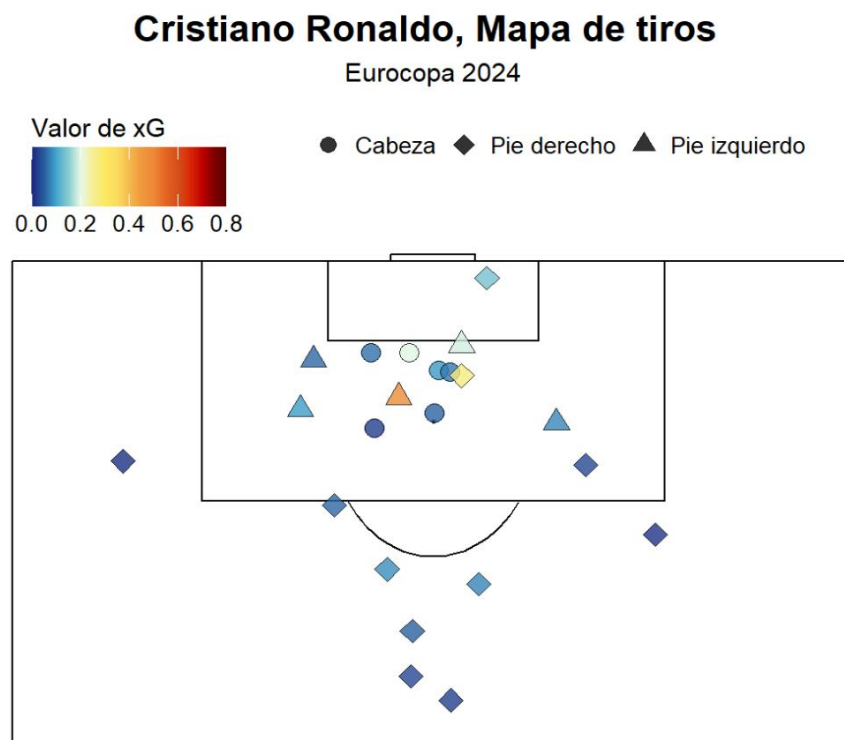 Cristiano Ronaldo, Mapa de tiros
Eurocopa 2024
Valor de xG
0.0 0.2 0.4 0.6 0.8
Cabeza Pie derecho Pie izquierdo